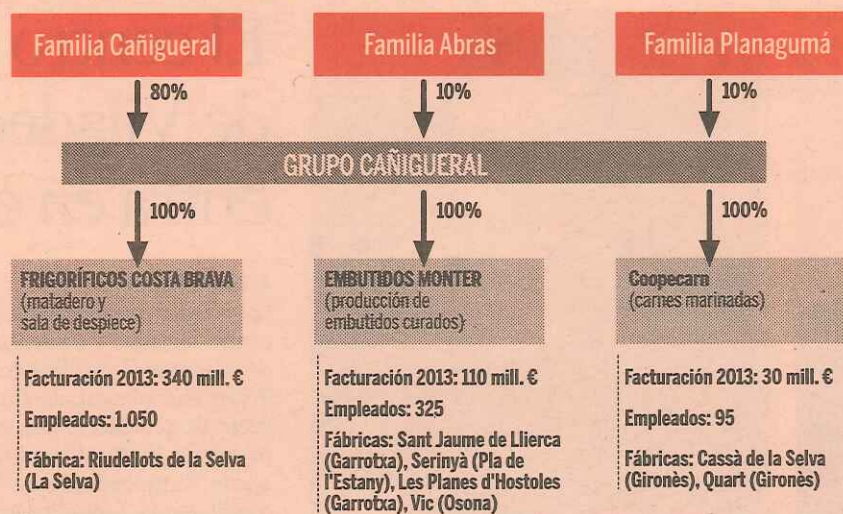 Familia Cañigueral
Familia Abras
Familia Planagumá
80%
10%
10%
GRUPO CAÑIGUERAL
100%
100%
100%
FRIGORÍFICOS COSTA BRAVA
(matadero y
sala de despiece)
EMBUTIDOS MONTER
(producción de
embutidos curados)
Coopecarn
(carnes marinadas)
Facturación 2013: 340 mill. €
Empleados: 1.050
Fábrica: Riudellots de la Selva
(La Selva)
Facturación 2013: 110 mill. €
Empleados: 325
Fábricas: Sant Jaume de Llierca
(Garrotxa), Serinyà (Pla de
l'Estany), Les Planes d'Hostoles
(Garrotxa), Vic (Osona)
Facturación 2013: 30 mill. €
Empleados: 95
Fábricas: Cassà de la Selva
(Gironès), Quart (Gironès)